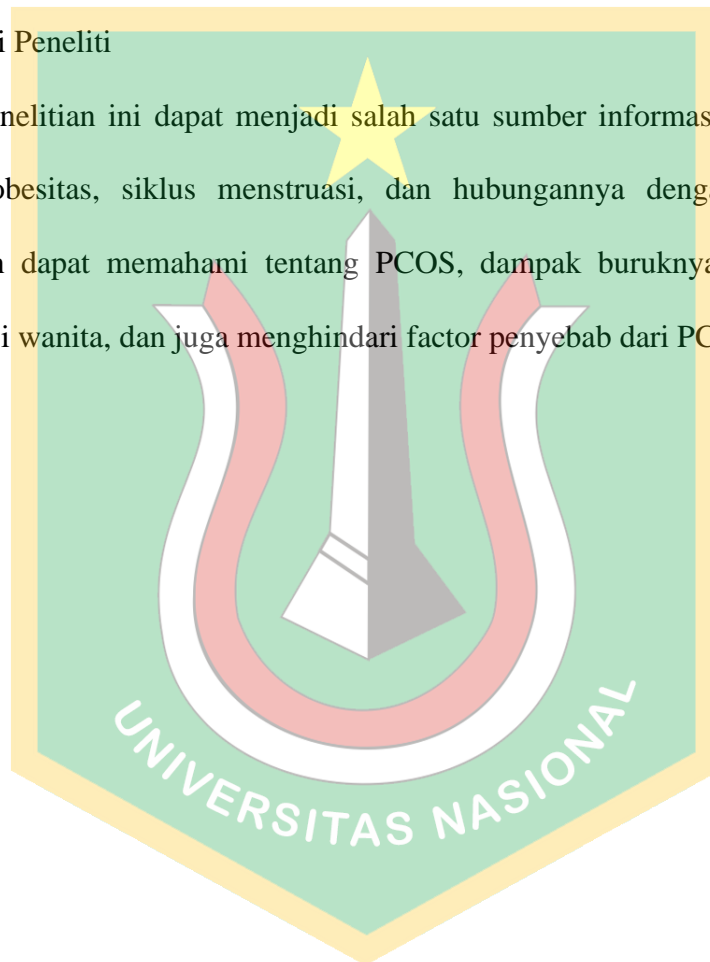 i Peneliti
nelitian ini dapat menjadi salah satu sumber informas
obesitas, siklus menstruasi, dan hubungannya denga
n dapat memahami tentang PCOS, dampak buruknya
i wanita, dan juga menghindari factor penyebab dari PC
UNIVERSITAS NASIONAL